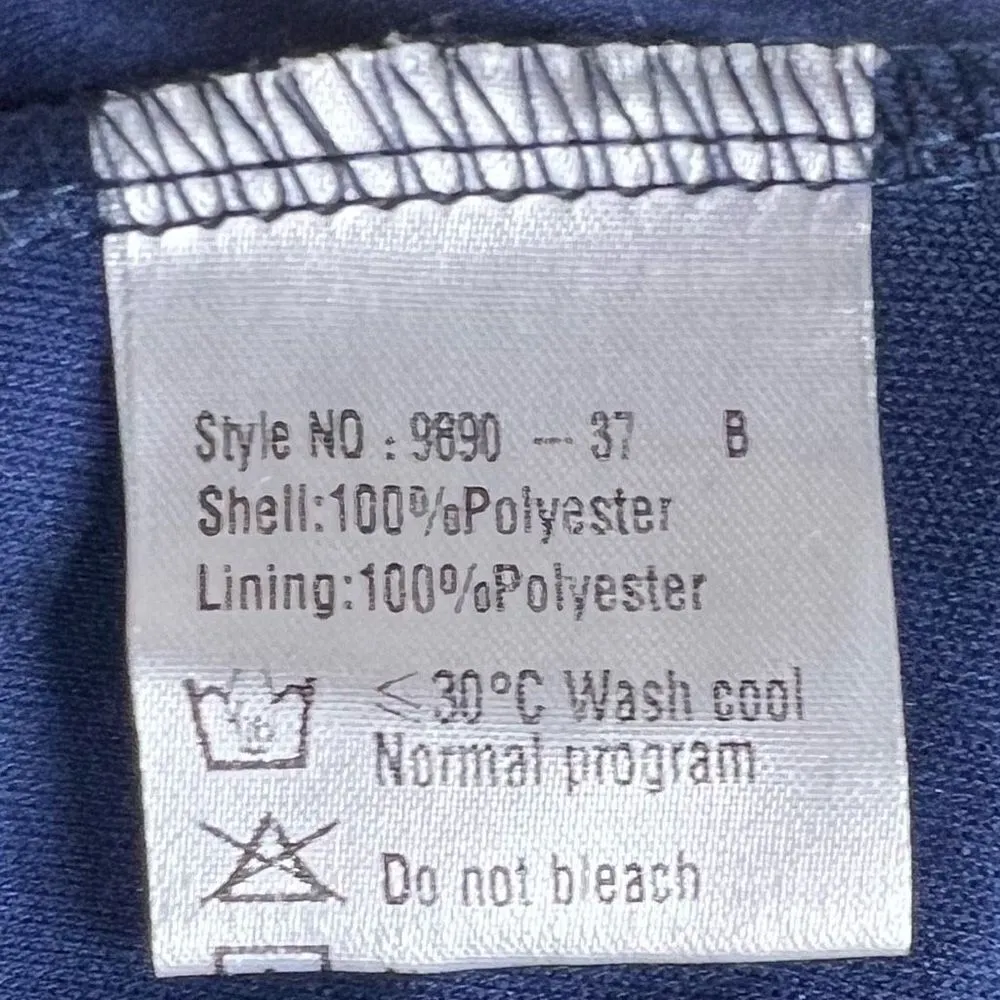 Style NO : 9890 — 37 B
Shell:100%Polyester
Lining:100%Polyester
≤30°C Wash cool
Normal program
Do not bleach